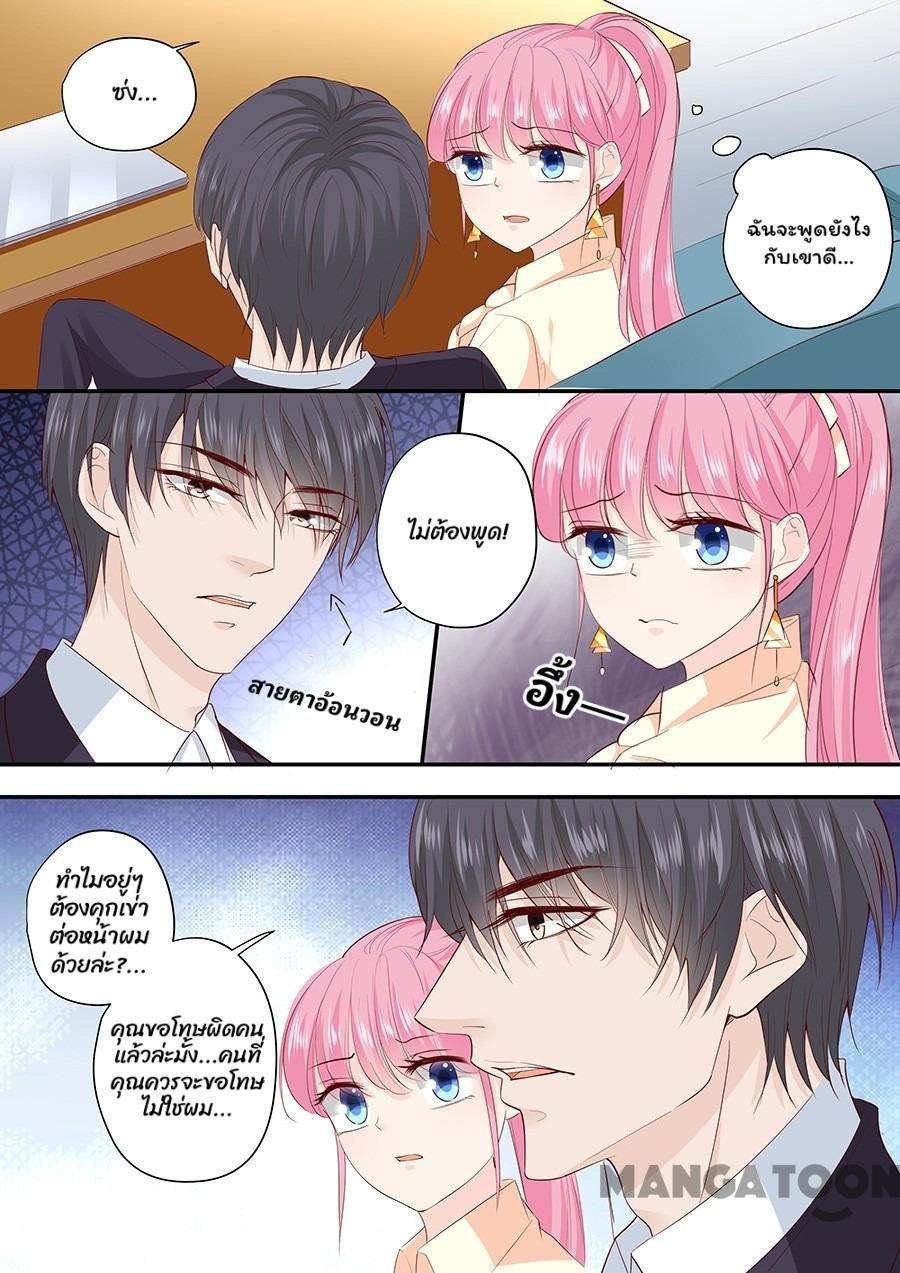 ซ่ง...
ฉันจะพูดยังไง
กับเขาดี...
ไม่ต้องพูด!
สายตาอ้อนวอน
อึ้ง—
ทำไมอยู่ๆ
ต้องคุกเข่า
ต่อหน้าผม
ด้วยล่ะ?...
คุณขอโทษผิดคน
แล้วล่ะมั้ง...คนที่
คุณควรจะขอโทษ
ไม่ใช่ผม...
MANGATOON